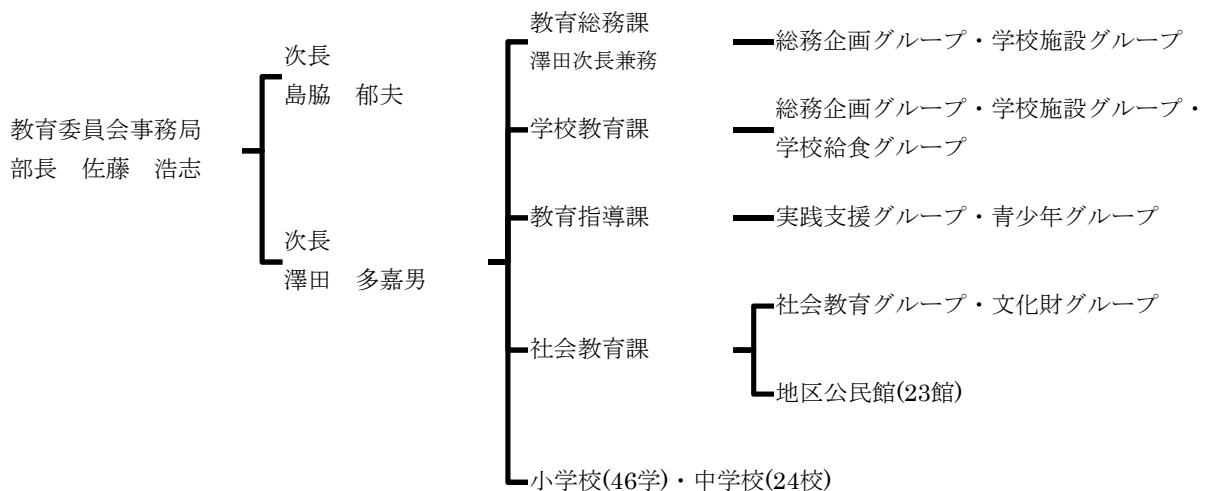 教育委員会事務局
部長　佐藤　浩志
次長
島脇　郁夫
次長
澤田　多嘉男
教育総務課
澤田次長兼務
総務企画グループ・学校施設グループ
学校教育課
総務企画グループ・学校施設グループ・
学校給食グループ
教育指導課
実践支援グループ・青少年グループ
社会教育課
社会教育グループ・文化財グループ
地区公民館(23館)
小学校(46学)・中学校(24校)